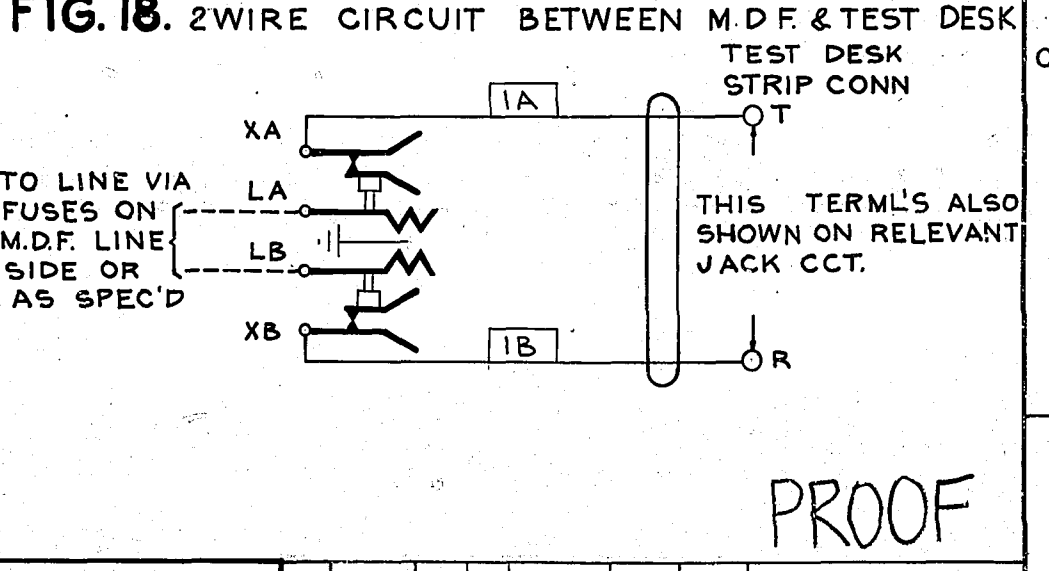 FIG. 18. 2WIRE CIRCUIT BETWEEN M.D.F. & TEST DESK
TEST DESK
STRIP CONN
1A
T
XA
TO LINE VIA
FUSES ON
M.D.F. LINE
SIDE OR
AS SPEC'D
LA
LB
THIS TERML'S ALSO
SHOWN ON RELEVANT
JACK CCT.
XB
1B
R
PROOF